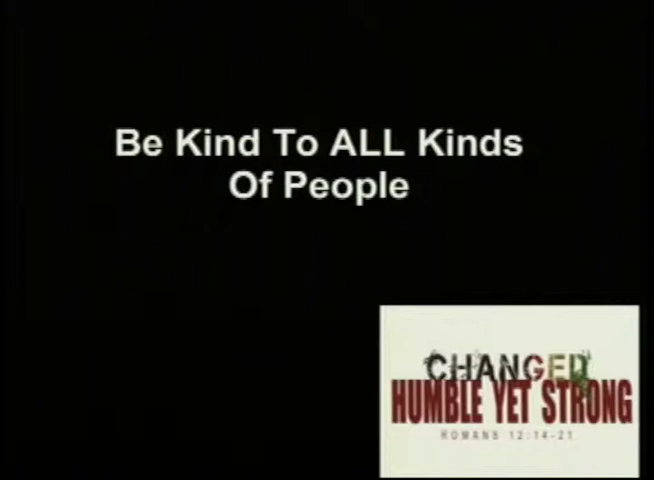 Be Kind To ALL Kinds
Of People
CHANGED
HUMBLE YET STRONG
ROMANS 12:14-21